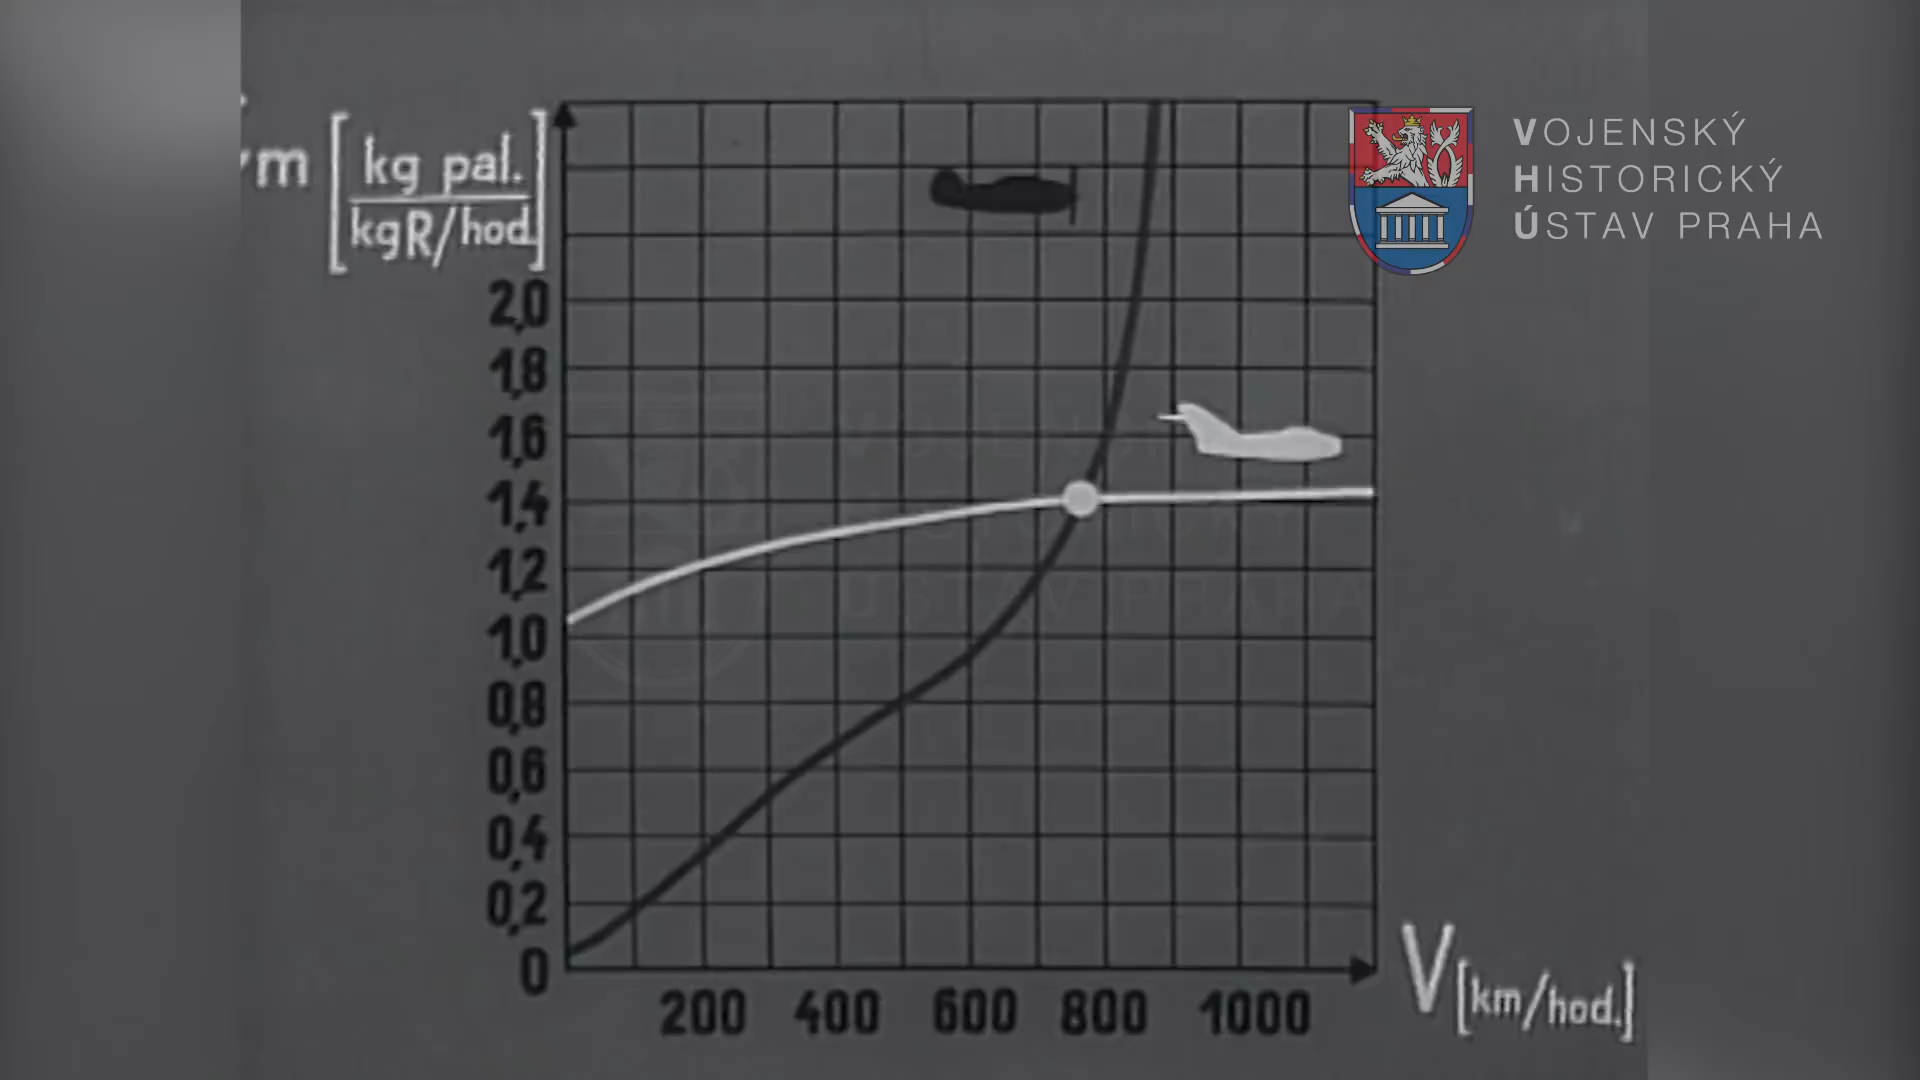 m [kg pal.
kgR/hod.]
2,0
1,8
1,6
1,4
1,2
1,0
0,8
0,6
0,4
0,2
0
200 400 600 800 1000
V [km/hod.]
VOJENSKÝ
HISTORICKÝ
ÚSTAV PRAHA